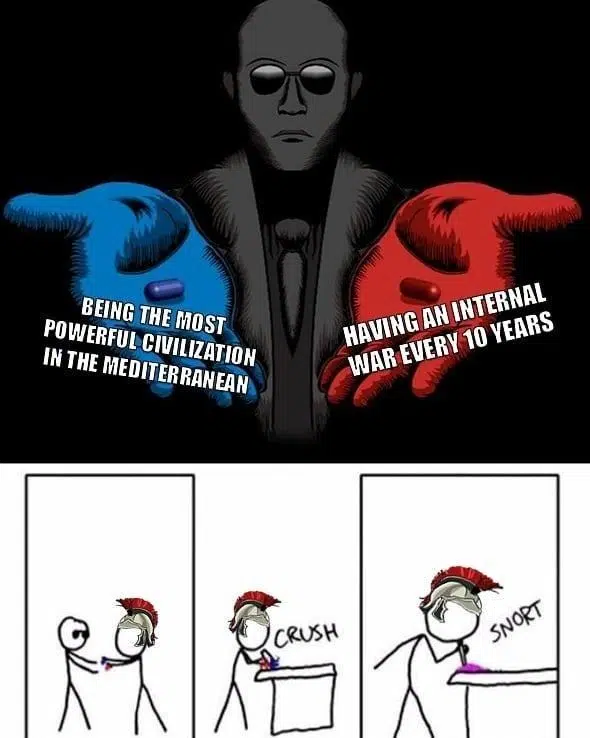 BEING THE MOST
POWERFUL CIVILIZATION
IN THE MEDITERRANEAN
HAVING AN INTERNAL
WAR EVERY 10 YEARS
CRUSH
SNORT